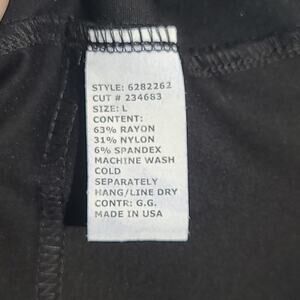 STYLE: 6282262
CUT # 234683
SIZE: L
CONTENT:
63% RAYON
31% NYLON
6% SPANDEX
MACHINE WASH
COLD
SEPARATELY
HANG/LINE DRY
CONTR: G.G.
MADE IN USA